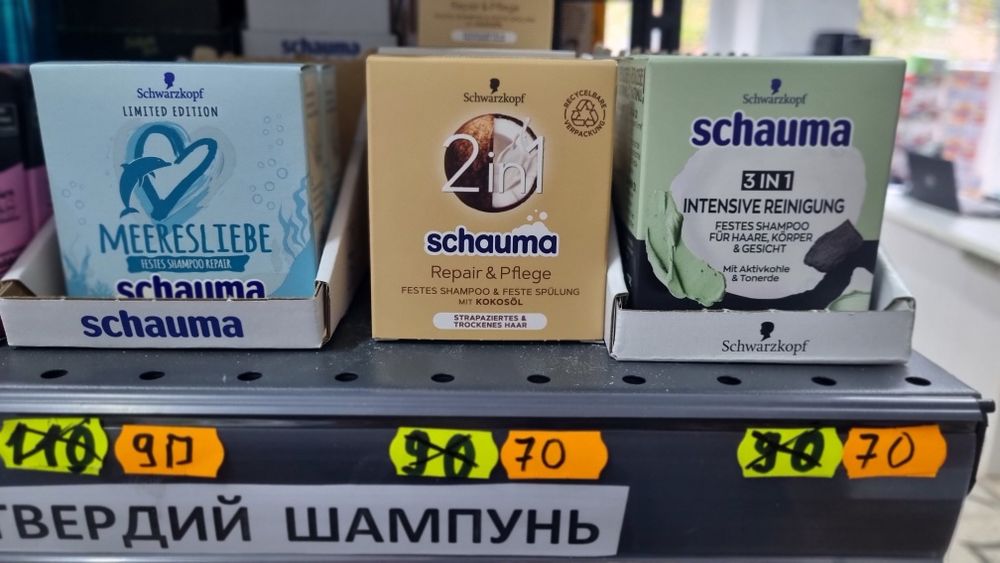 schauma
Repair & Pflege
Schwarzkopf
LIMITED EDITION
MEERESLIEBE
FESTES SHAMPOO REPAIR
schauma
schauma
Schwarzkopf
RECYCELBARE
VERPACKUNG
2in1
schauma
Repair & Pflege
FESTES SHAMPOO & FESTE SPÜLUNG
MIT KOKOSÖL
STRAPAZIERTES &
TROCKENES HAAR
Schwarzkopf
schauma
3 IN 1
INTENSIVE REINIGUNG
FESTES SHAMPOO
FÜR HAARE, KÖRPER
& GESICHT
Mit Aktivkohle
& Tonerde
Schwarzkopf
110 90
90 70
90 70
ТВЕРДИЙ ШАМПУНЬ